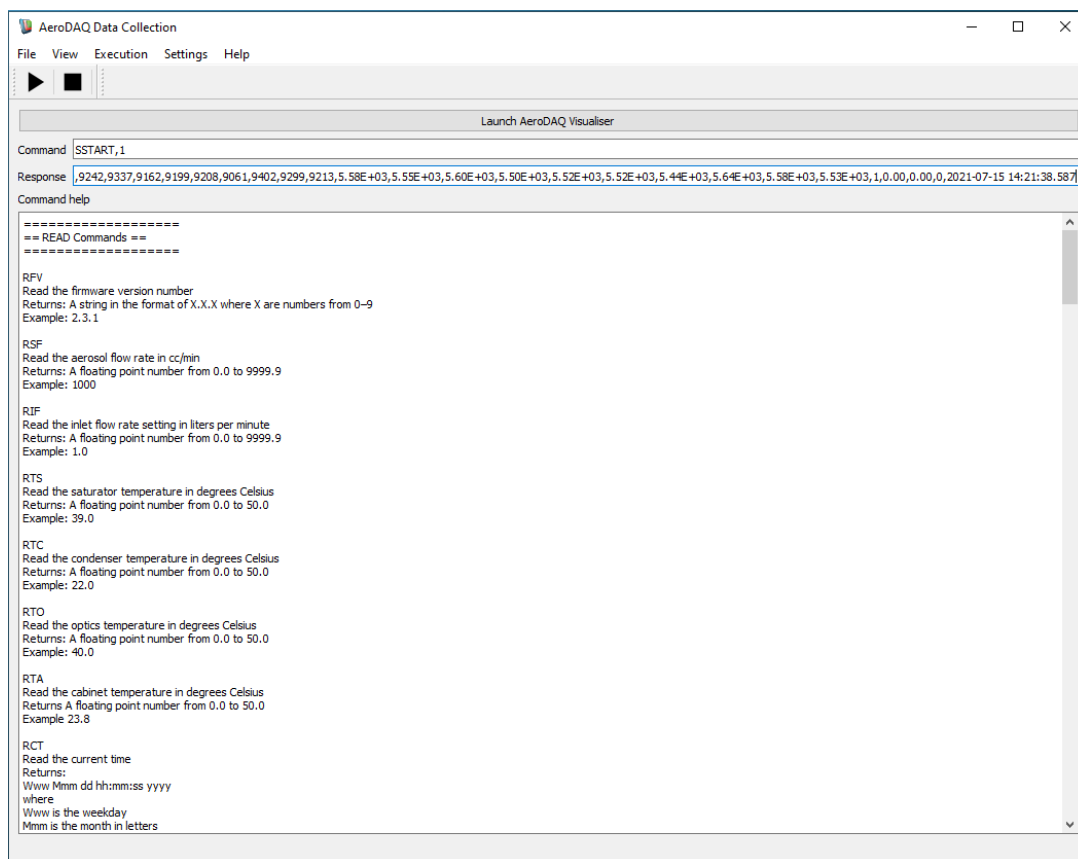 AeroDAQ Data Collection
File View Execution Settings Help
Launch AeroDAQ Visualiser
Command SSTART,1
Response ,9242,9337,9162,9199,9208,9061,9402,9299,9213,5.58E+03,5.55E+03,5.60E+03,5.50E+03,5.52E+03,5.52E+03,5.44E+03,5.64E+03,5.58E+03,5.53E+03,1,0.00,0.00,0,2021-07-15 14:21:38.587
Command help
===================
== READ Commands ==
===================
RFV
Read the firmware version number
Returns: A string in the format of X.X.X where X are numbers from 0–9
Example: 2.3.1
RSF
Read the aerosol flow rate in cc/min
Returns: A floating point number from 0.0 to 9999.9
Example: 1000
RIF
Read the inlet flow rate setting in liters per minute
Returns: A floating point number from 0.0 to 9999.9
Example: 1.0
RTS
Read the saturator temperature in degrees Celsius
Returns: A floating point number from 0.0 to 50.0
Example: 39.0
RTC
Read the condenser temperature in degrees Celsius
Returns: A floating point number from 0.0 to 50.0
Example: 22.0
RTO
Read the optics temperature in degrees Celsius
Returns: A floating point number from 0.0 to 50.0
Example: 40.0
RTA
Read the cabinet temperature in degrees Celsius
Returns A floating point number from 0.0 to 50.0
Example 23.8
RCT
Read the current time
Returns:
Www Mmm dd hh:mm:ss yyyy
where
Www is the weekday
Mmm is the month in letters